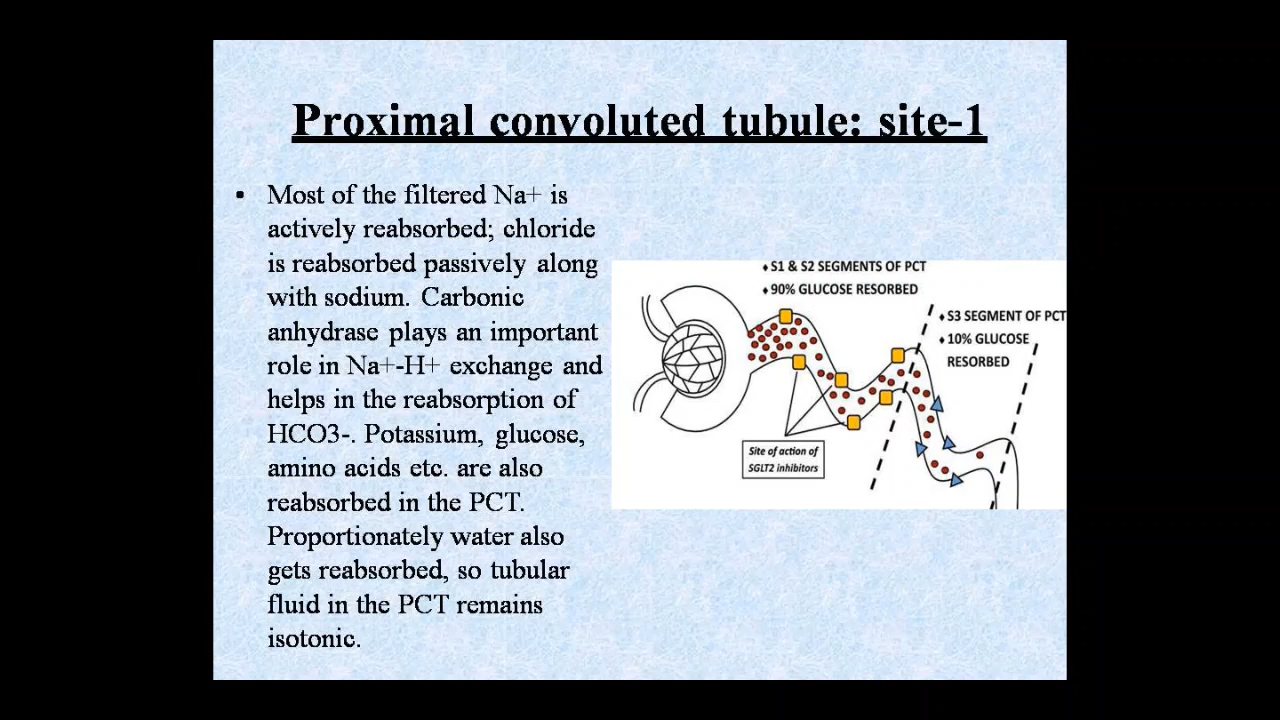 Proximal convoluted tubule: site-1
▪ Most of the filtered Na+ is
actively reabsorbed; chloride
is reabsorbed passively along
with sodium. Carbonic
anhydrase plays an important
role in Na+-H+ exchange and
helps in the reabsorption of
HCO3-. Potassium, glucose,
amino acids etc. are also
reabsorbed in the PCT.
Proportionately water also
gets reabsorbed, so tubular
fluid in the PCT remains
isotonic.
♦ S1 & S2 SEGMENTS OF PCT
♦ 90% GLUCOSE RESORBED
♦ S3 SEGMENT OF PCT
♦ 10% GLUCOSE
RESORBED
Site of action of
SGLT2 inhibitors